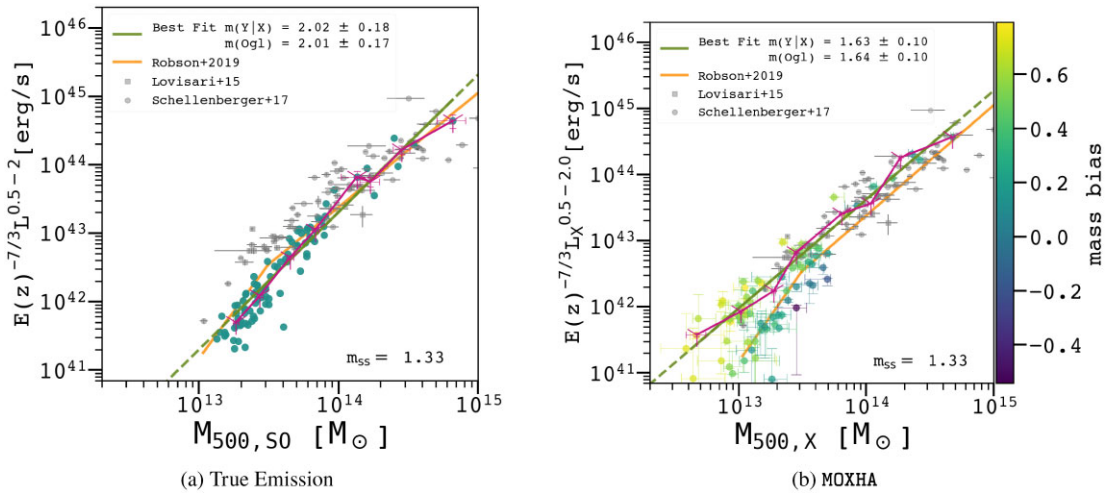 10^46
10^45
10^44
10^43
10^42
10^41
E(z)^-7/3 L^0.5-2 [erg/s]
Best Fit m(Y|X) = 2.02 ± 0.18
m(Ogl) = 2.01 ± 0.17
Robson+2019
Lovisari+15
Schellenberger+17
m_ss = 1.33
10^13 10^14 10^15
M_500,SO [M_⊙]
(a) True Emission
10^46
10^45
10^44
10^43
10^42
10^41
E(z)^-7/3 L_X^0.5-2.0 [erg/s]
Best Fit m(Y|X) = 1.63 ± 0.10
m(Ogl) = 1.64 ± 0.10
Robson+2019
Lovisari+15
Schellenberger+17
m_ss = 1.33
10^13 10^14 10^15
M_500,X [M_⊙]
(b) MOXHA
0.6
0.4
0.2
0.0
-0.2
-0.4
mass bias